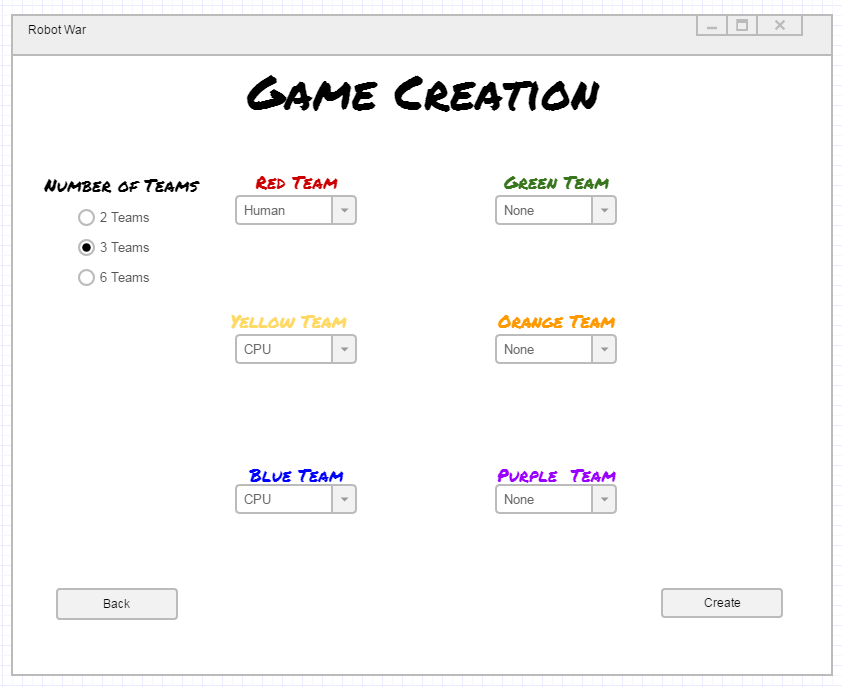 Robot War
Game Creation
Number of Teams
2 Teams
3 Teams
6 Teams
Red Team
Human
Green Team
None
Yellow Team
CPU
Orange Team
None
Blue Team
CPU
Purple Team
None
Back
Create